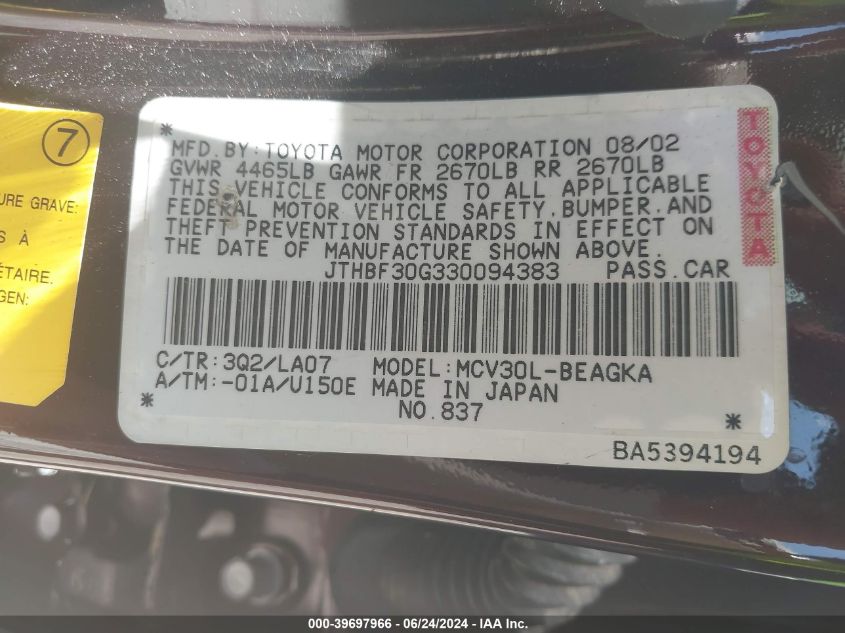 7
URE GRAVE:
S À
ÉTAIRE.
GEN:
MFD.BY:TOYOTA MOTOR CORPORATION 08/02
GVWR 4465LB GAWR FR 2670LB RR 2670LB
THIS VEHICLE CONFORMS TO ALL APPLICABLE
FEDERAL MOTOR VEHICLE SAFETY,BUMPER,AND
THEFT PREVENTION STANDARDS IN EFFECT ON
THE DATE OF MANUFACTURE SHOWN ABOVE.
JTHBF30G330094383 PASS.CAR
C/TR:3Q2/LA07 MODEL:MCV30L-BEAGKA
A/TM:-01A/U150E MADE IN JAPAN
NO.837
BA5394194
TOYOTA
000-39697966 / 06/24/2024 / IAAI.COM